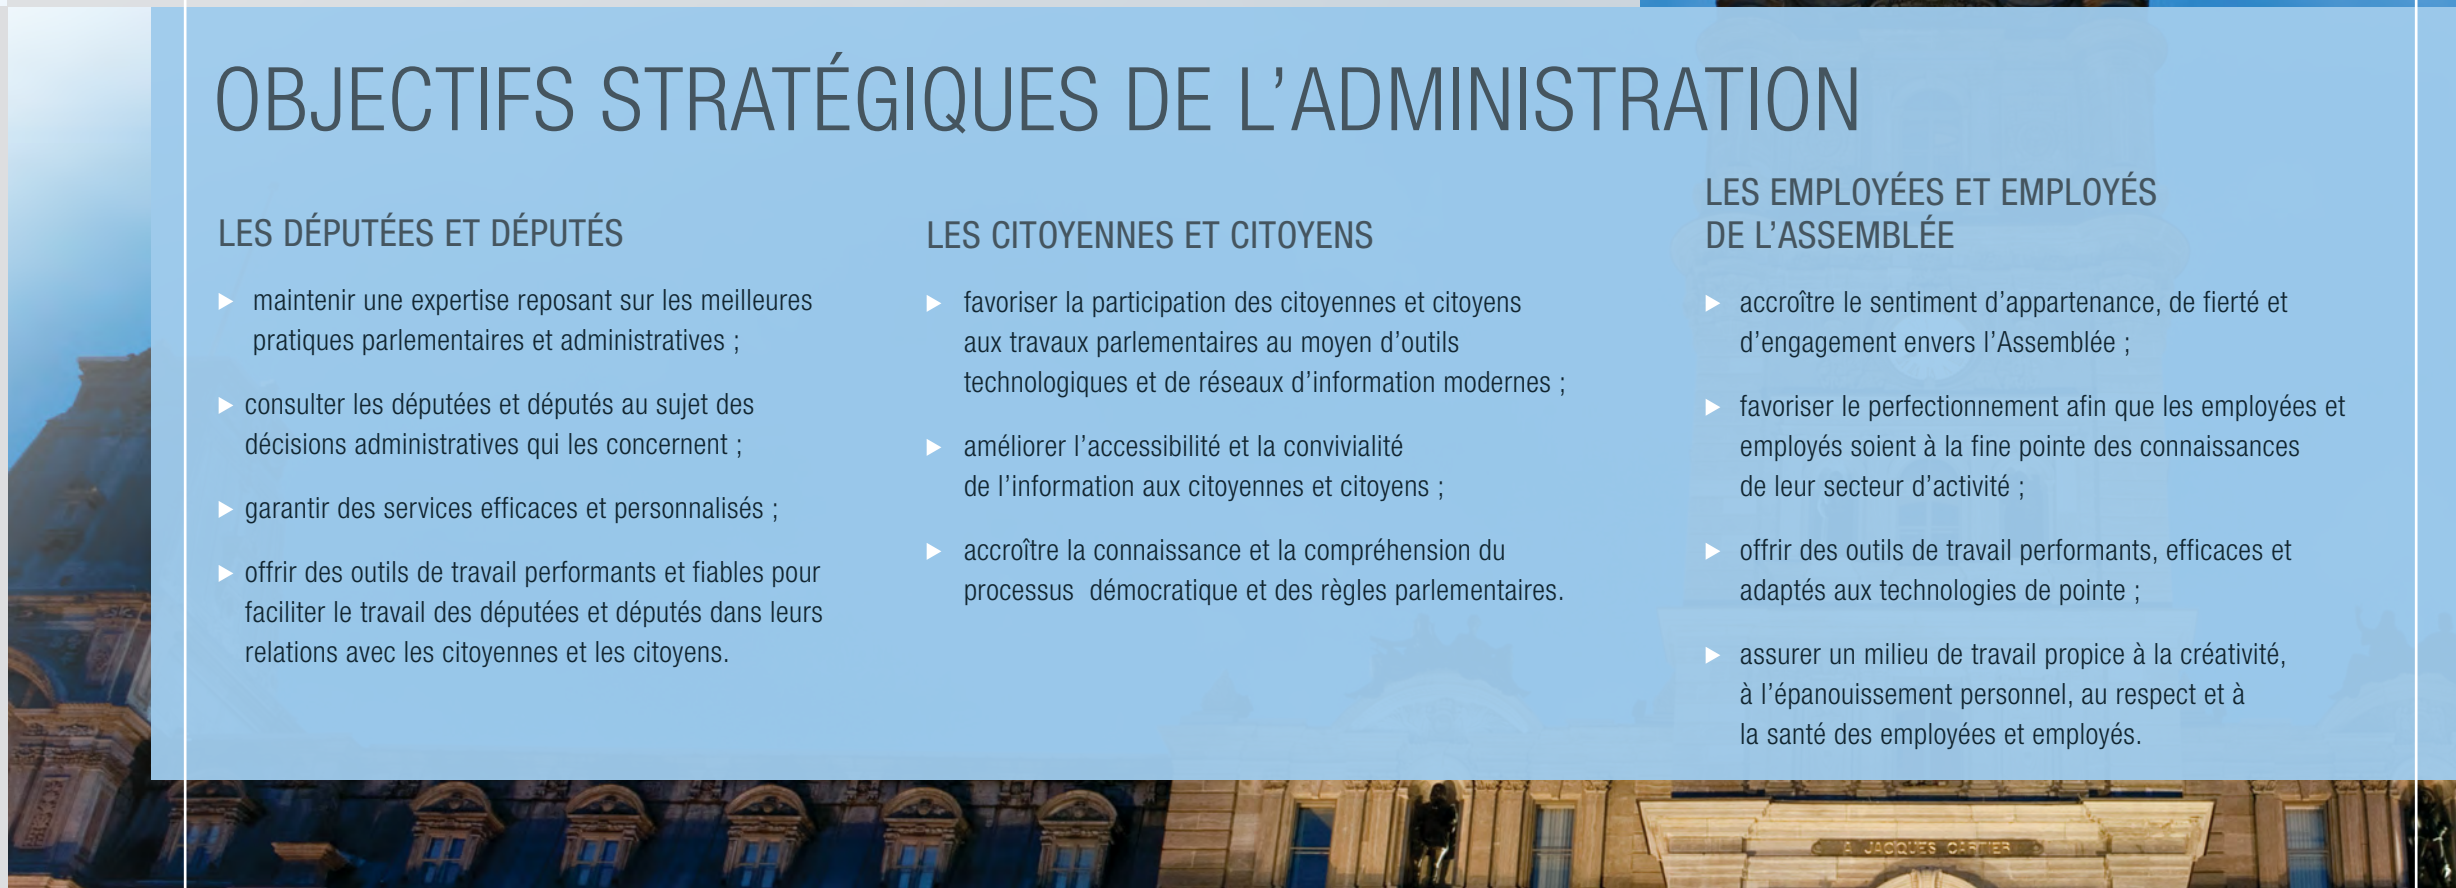 OBJECTIFS STRATÉGIQUES DE L’ADMINISTRATION
LES DÉPUTÉES ET DÉPUTÉS
maintenir une expertise reposant sur les meilleures
pratiques parlementaires et administratives ;
consulter les députées et députés au sujet des
décisions administratives qui les concernent ;
garantir des services efficaces et personnalisés ;
offrir des outils de travail performants et fiables pour
faciliter le travail des députées et députés dans leurs
relations avec les citoyennes et les citoyens.
LES CITOYENNES ET CITOYENS
favoriser la participation des citoyennes et citoyens
aux travaux parlementaires au moyen d’outils
technologiques et de réseaux d’information modernes ;
améliorer l’accessibilité et la convivialité
de l’information aux citoyennes et citoyens ;
accroître la connaissance et la compréhension du
processus démocratique et des règles parlementaires.
LES EMPLOYÉES ET EMPLOYÉS
DE L’ASSEMBLÉE
accroître le sentiment d’appartenance, de fierté et
d’engagement envers l’Assemblée ;
favoriser le perfectionnement afin que les employées et
employés soient à la fine pointe des connaissances
de leur secteur d’activité ;
offrir des outils de travail performants, efficaces et
adaptés aux technologies de pointe ;
assurer un milieu de travail propice à la créativité,
à l’épanouissement personnel, au respect et à
la santé des employées et employés.
A JACQUES CARTIER